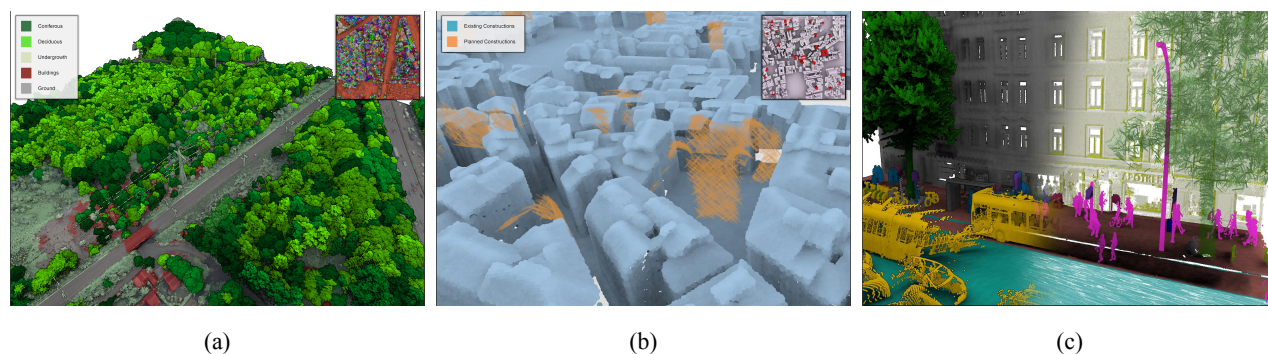 Coniferous
Deciduous
Undergrowth
Buildings
Ground
Existing Constructions
Planned Constructions
(a)
(b)
(c)